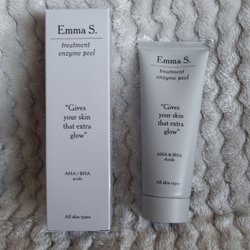 Emma S.
treatment
enzyme peel
"Gives
your skin
that extra
glow"
AHA / BHA
acids
All skin types
Emma S.
treatment
enzyme peel
"Gives
your skin
that extra
glow"
AHA & BHA
Acids
All skin types